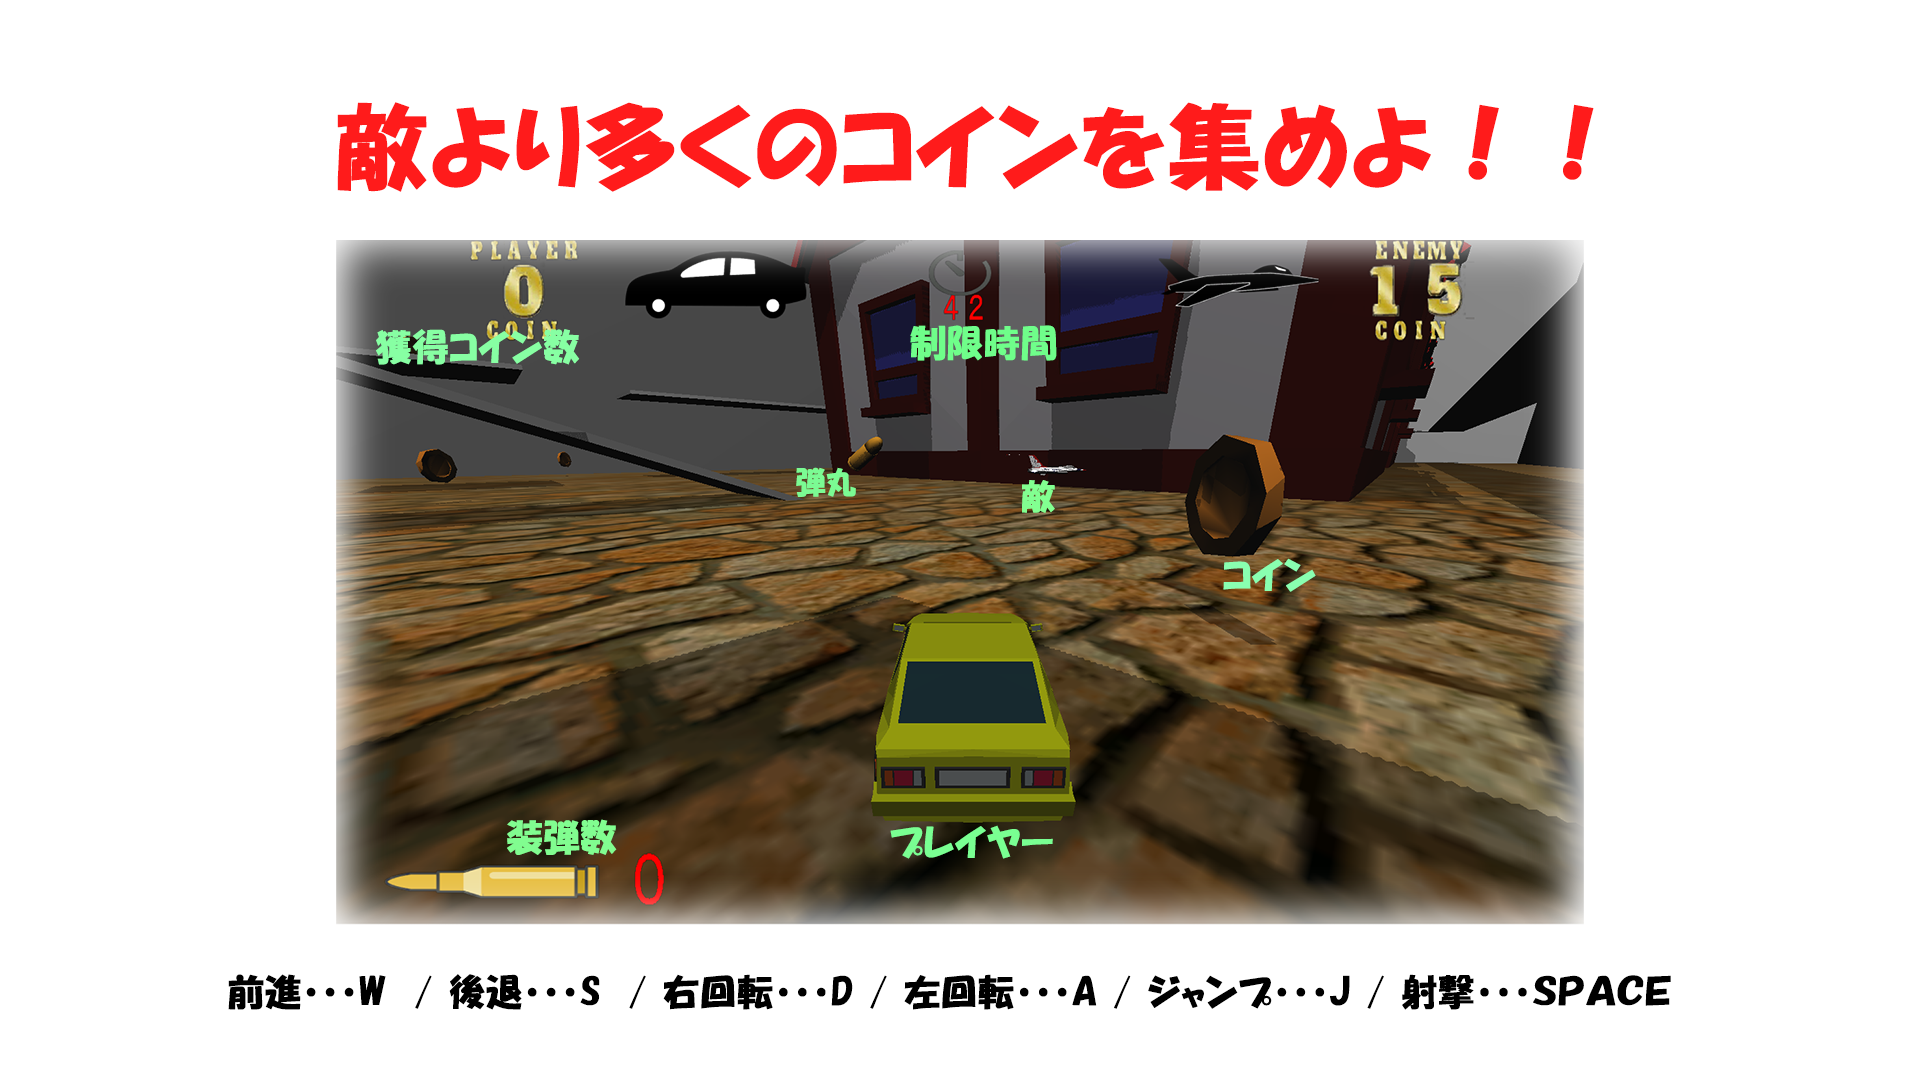 敵より多くのコインを集めよ！！
PLAYER
0
COIN
獲得コイン数
42
制限時間
ENEMY
15
COIN
弾丸
敵
コイン
プレイヤー
装弾数
0
前進・・・W / 後退・・・S / 右回転・・・D / 左回転・・・A / ジャンプ・・・J / 射撃・・・SPACE